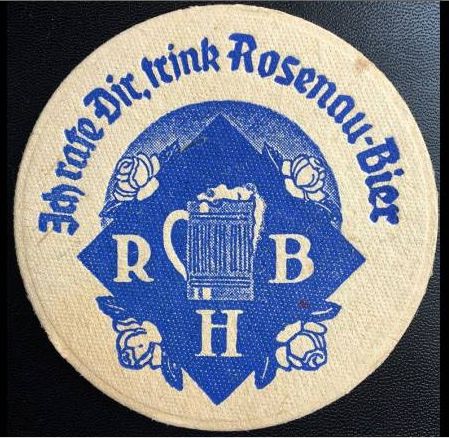 Ich rate Dir, trink Rosenau-Bier
R B
H